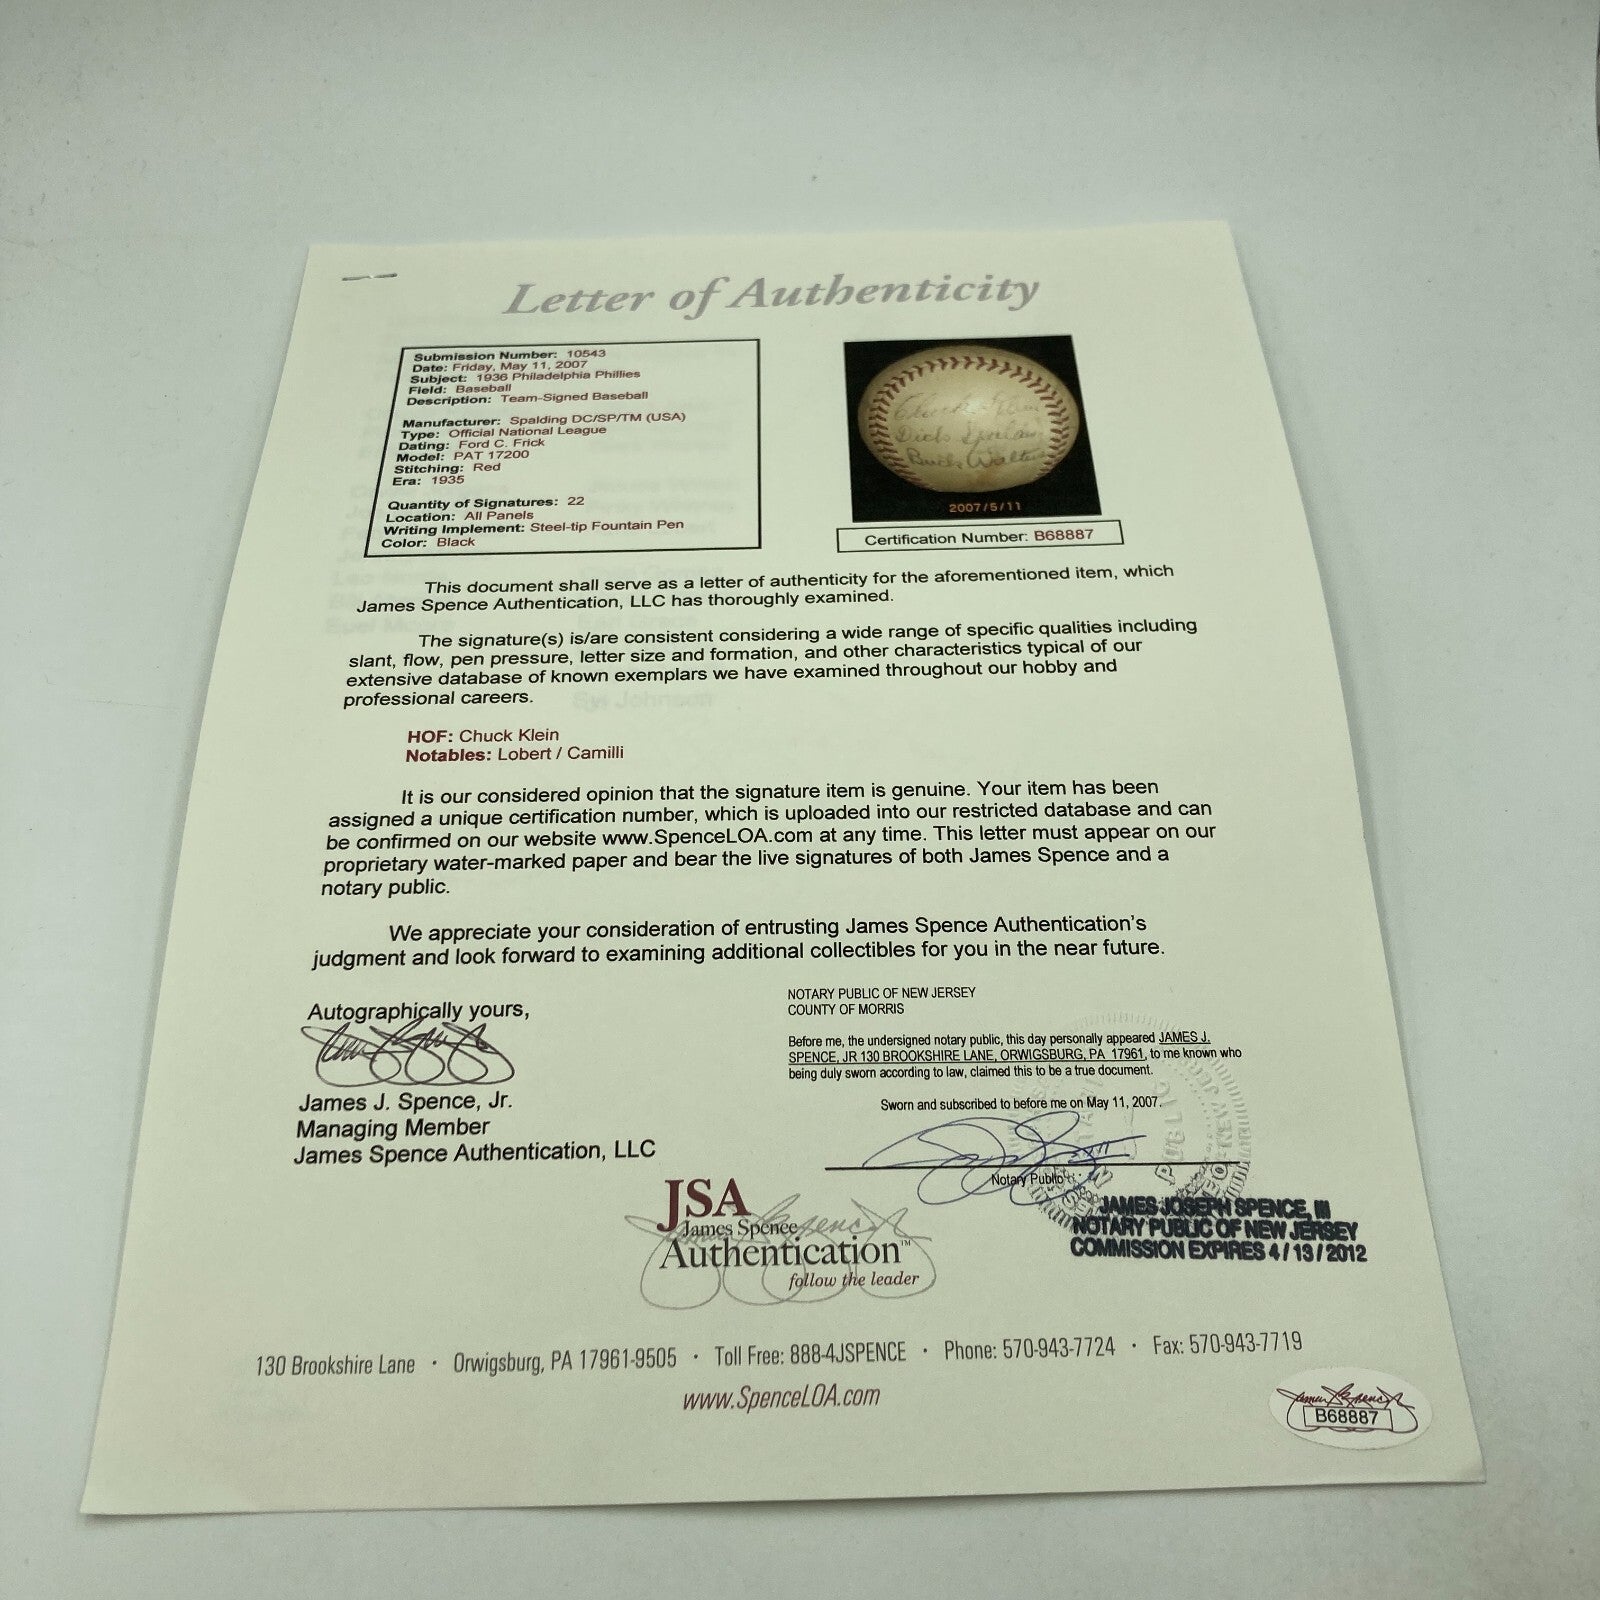 Letter of Authenticity
Submission Number: 10543
Date: Friday, May 11, 2007
Subject: 1936 Philadelphia Phillies
Field: Baseball
Description: Team-Signed Baseball
Manufacturer: Spalding DC/SP/TM (USA)
Type: Official National League
Dating: Ford C. Frick
Model: PAT 17200
Stitching: Red
Era: 1935
Quantity of Signatures: 22
Location: All Panels
Writing Implement: Steel-tip Fountain Pen
Color: Black
Chuck Klein
Dick
Bucky Walters
2007/5/11
Certification Number: B68887
This document shall serve as a letter of authenticity for the aforementioned item, which
James Spence Authentication, LLC has thoroughly examined.
The signature(s) is/are consistent considering a wide range of specific qualities including
slant, flow, pen pressure, letter size and formation, and other characteristics typical of our
extensive database of known exemplars we have examined throughout our hobby and
professional careers.
HOF: Chuck Klein
Notables: Lobert / Camilli
It is our considered opinion that the signature item is genuine. Your item has been
assigned a unique certification number, which is uploaded into our restricted database and can
be confirmed on our website www.SpenceLOA.com at any time. This letter must appear on our
proprietary water-marked paper and bear the live signatures of both James Spence and a
notary public.
We appreciate your consideration of entrusting James Spence Authentication's
judgment and look forward to examining additional collectibles for you in the near future.
Autographically yours,
James J. Spence, Jr.
Managing Member
James Spence Authentication, LLC
NOTARY PUBLIC OF NEW JERSEY
COUNTY OF MORRIS
Before me, the undersigned notary public, this day personally appeared JAMES J.
SPENCE, JR 130 BROOKSHIRE LANE, ORWIGSBURG, PA 17961, to me known who
being duly sworn according to law, claimed this to be a true document.
Sworn and subscribed to before me on May 11, 2007.
Notary Public
JAMES JOSEPH SPENCE, III
NOTARY PUBLIC OF NEW JERSEY
COMMISSION EXPIRES 4/13/2012
JSA
James Spence
Authentication™
follow the leader
130 Brookshire Lane · Orwigsburg, PA 17961-9505 · Toll Free: 888-4JSPENCE · Phone: 570-943-7724 · Fax: 570-943-7719
www.SpenceLOA.com
B68887